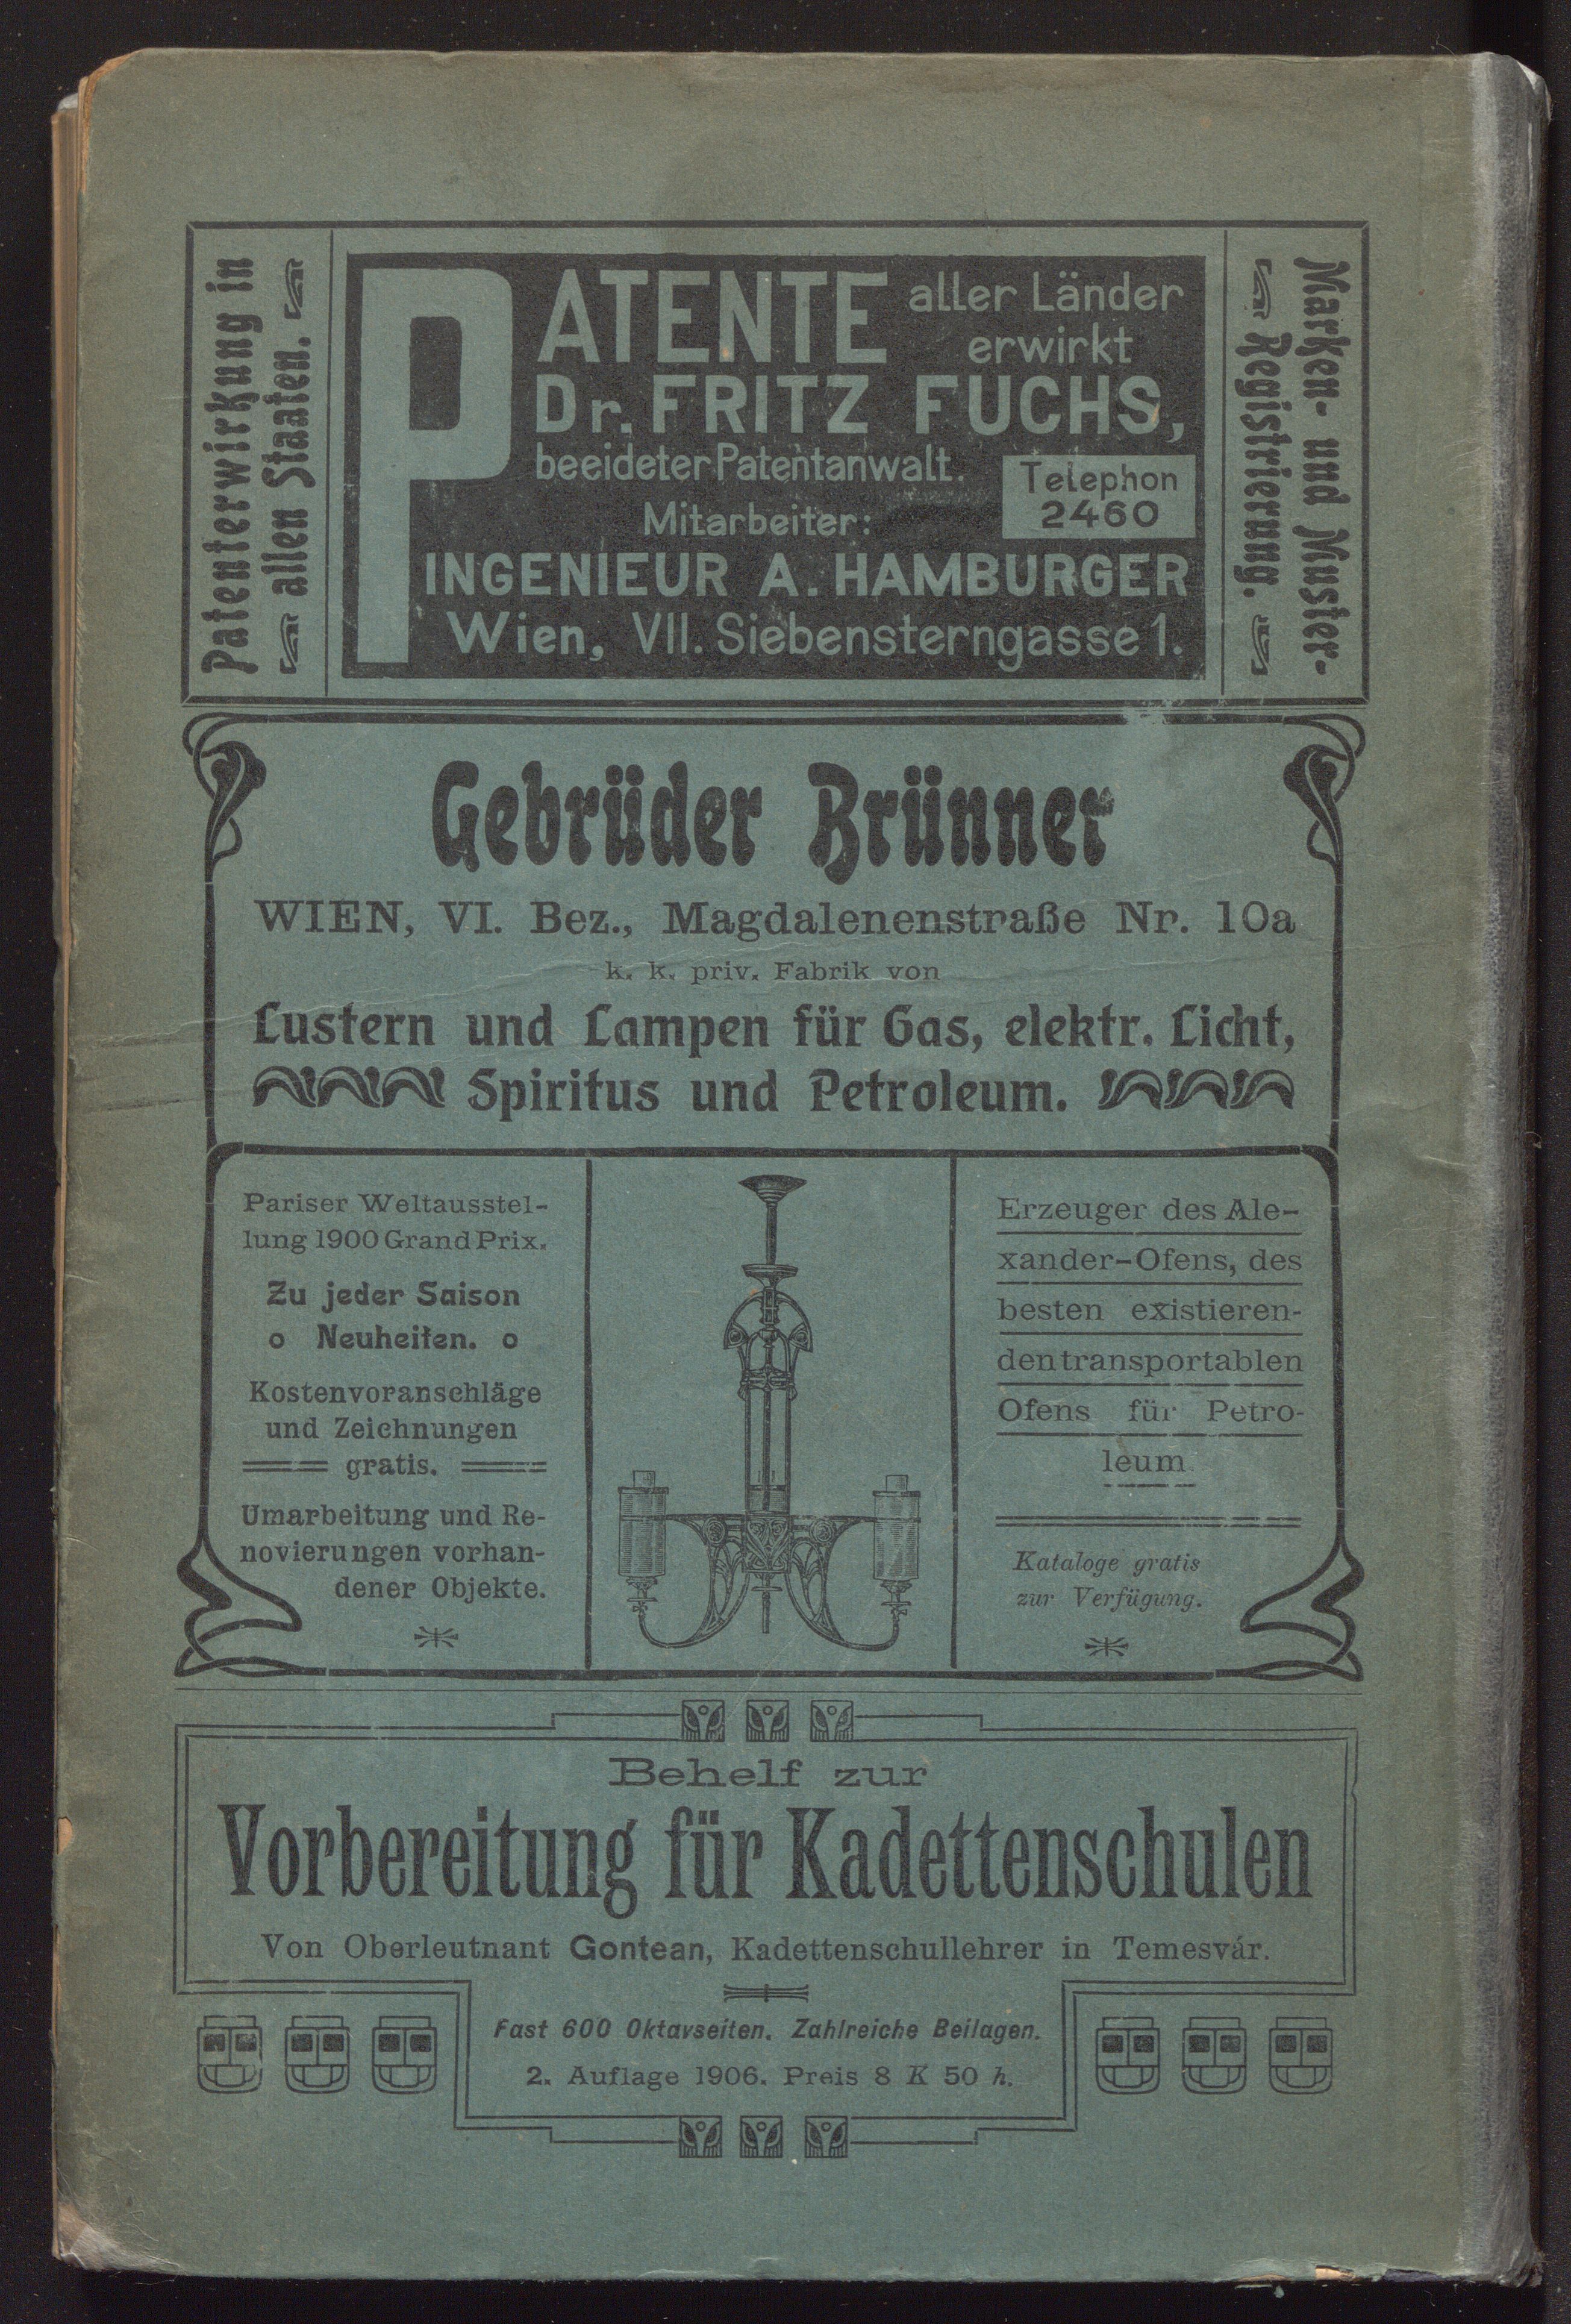 Patenterwirkung in
allen Staaten.
PATENTE aller Länder
erwirkt
Dr. FRITZ FUCHS,
beeideter Patentanwalt.
Telephon
2460
Mitarbeiter:
INGENIEUR A. HAMBURGER
Wien, VII. Siebensterngasse 1.
Marken- und Muster-
Registrierung.
Gebrüder Brünner
WIEN, VI. Bez., Magdalenenstraße Nr. 10a
k. k. priv. Fabrik von
Lustern und Lampen für Gas, elektr. Licht,
Spiritus und Petroleum.
Pariser Weltausstel-
lung 1900 Grand Prix.
Zu jeder Saison
o Neuheiten. o
Kostenvoranschläge
und Zeichnungen
gratis.
Umarbeitung und Re-
novierungen vorhan-
dener Objekte.
Erzeuger des Ale-
xander-Ofens, des
besten existieren-
den transportablen
Ofens für Petro-
leum.
Kataloge gratis
zur Verfügung.
Behelf zur
Vorbereitung für Kadettenschulen
Von Oberleutnant Gontean, Kadettenschullehrer in Temesvár.
Fast 600 Oktavseiten. Zahlreiche Beilagen.
2. Auflage 1906. Preis 8 K 50 h.